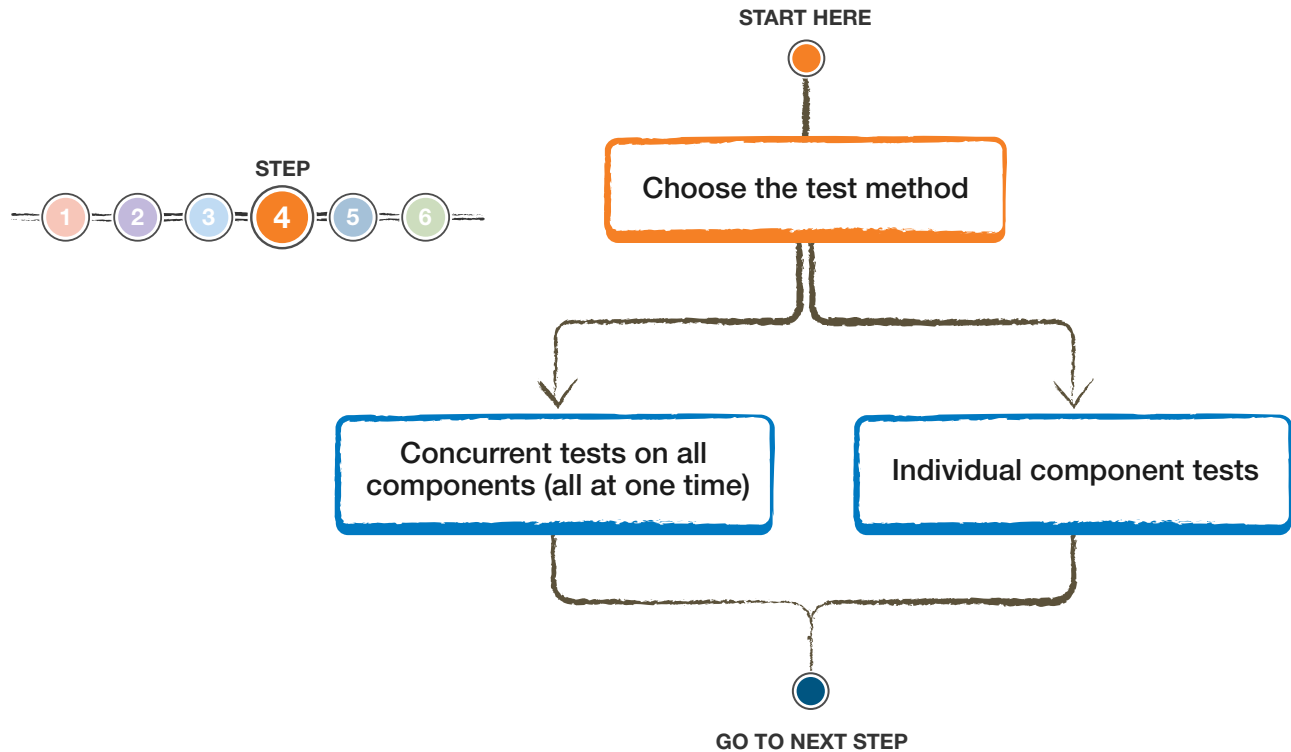 START HERE
Choose the test method
STEP
1 2 3 4 5 6
Concurrent tests on all
components (all at one time)
Individual component tests
GO TO NEXT STEP